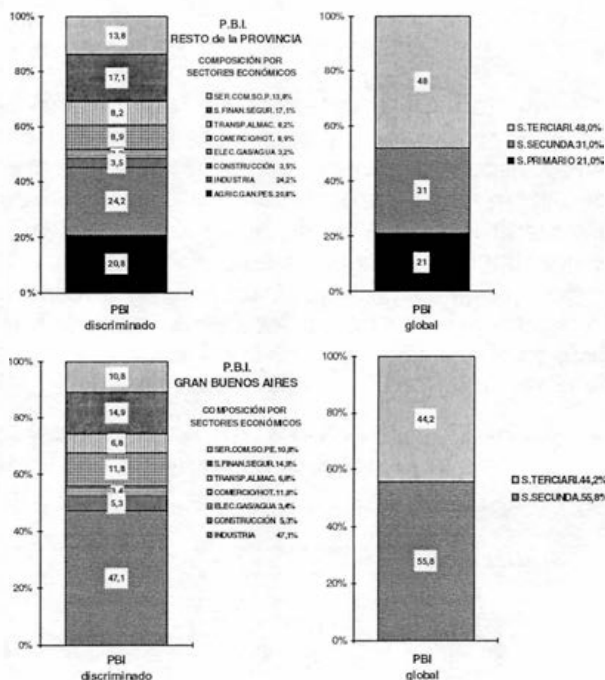 P.B.I.
RESTO de la PROVINCIA
COMPOSICIÓN POR
SECTORES ECONÓMICOS
SER.COM.SO.P. 13,8%
S.FINAN.SEGUR. 17,1%
TRANSP.ALMAC. 8,2%
COMERCIO/HOT. 8,9%
ELEC.GAS/AGUA 3,2%
CONSTRUCCIÓN 3,5%
INDUSTRIA 24,2%
AGRIC.GAN.PES. 20,8%
100%
80%
60%
40%
20%
0%
13,8
17,1
8,2
8,9
3,5
24,2
20,8
PBI
discriminado
100%
80%
60%
40%
20%
0%
48
31
21
PBI
global
S.TERCIARI.48,0%
S.SECUNDA.31,0%
S.PRIMARIO 21,0%
P.B.I.
GRAN BUENOS AIRES
COMPOSICIÓN POR
SECTORES ECONÓMICOS
SER.COM.SO.PE. 10,8%
S.FINAN.SEGUR. 14,9%
TRANSP.ALMAC. 6,8%
COMERCIO/HOT. 11,8%
ELEC.GAS/AGUA 3,4%
CONSTRUCCIÓN 5,3%
INDUSTRIA 47,1%
100%
80%
60%
40%
20%
0%
10,8
14,9
6,8
11,8
3,4
5,3
47,1
PBI
discriminado
100%
80%
60%
40%
20%
0%
44,2
55,8
PBI
global
S.TERCIARI.44,2%
S.SECUNDA.55,8%